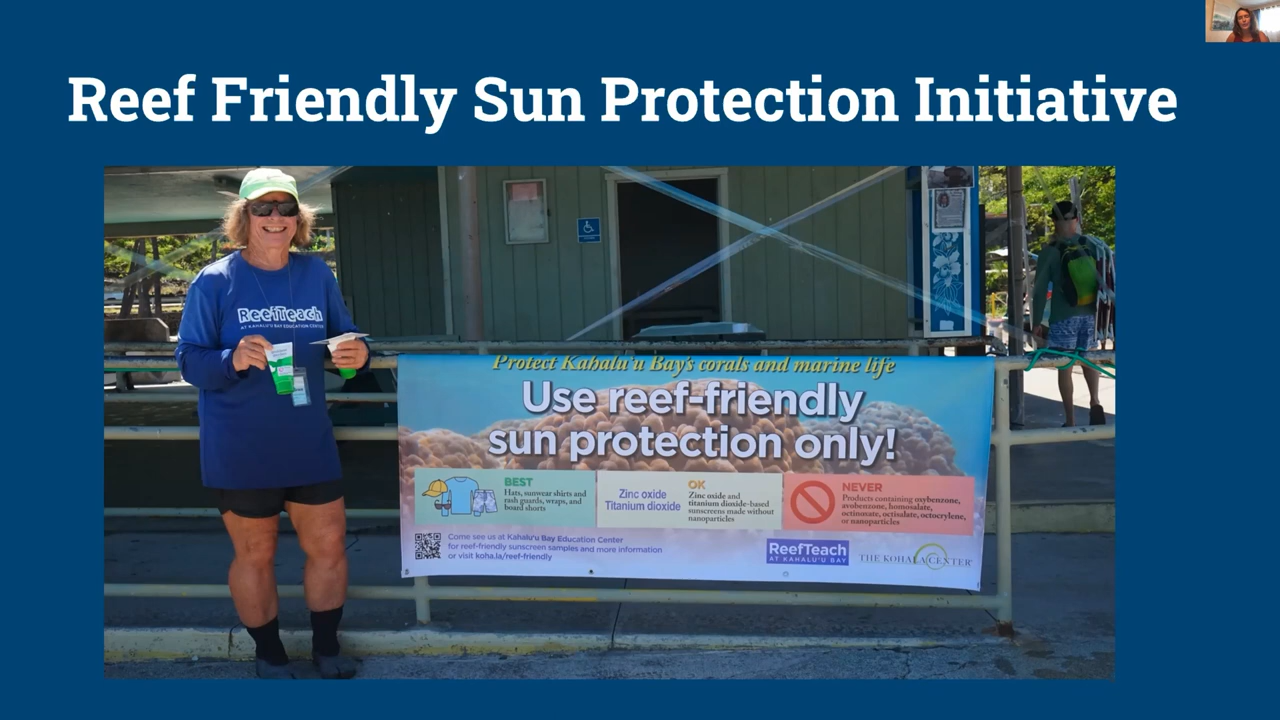 Reef Friendly Sun Protection Initiative
ReefTeach
AT KAHALU'U BAY EDUCATION CENTER
Protect Kahalu'u Bay's corals and marine life
Use reef-friendly
sun protection only!
BEST
Hats, sunwear shirts and
rash guards, wraps, and
board shorts
Zinc oxide
Titanium dioxide
OK
Zinc oxide and
titanium dioxide-based
sunscreens made without
nanoparticles
NEVER
Products containing oxybenzone,
avobenzone, homosalate,
octinoxate, octisalate, octocrylene,
or nanoparticles
Come see us at Kahalu'u Bay Education Center
for reef-friendly sunscreen samples and more information
or visit koha.la/reef-friendly
ReefTeach
AT KAHALU'U BAY
THE KOHALA CENTER